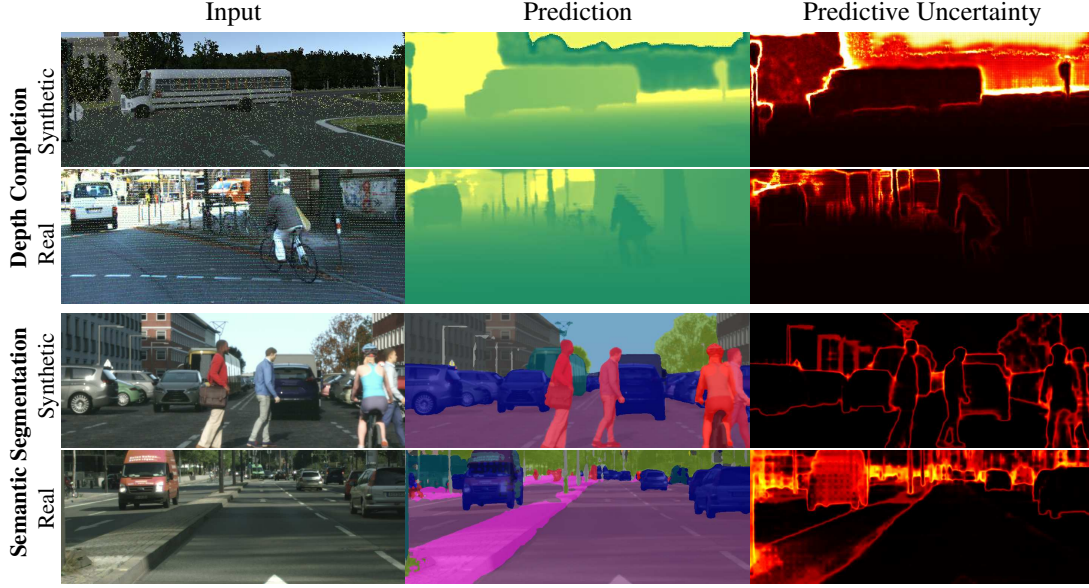 Input
Prediction
Predictive Uncertainty
Depth Completion
Synthetic
Real
Semantic Segmentation
Synthetic
Real